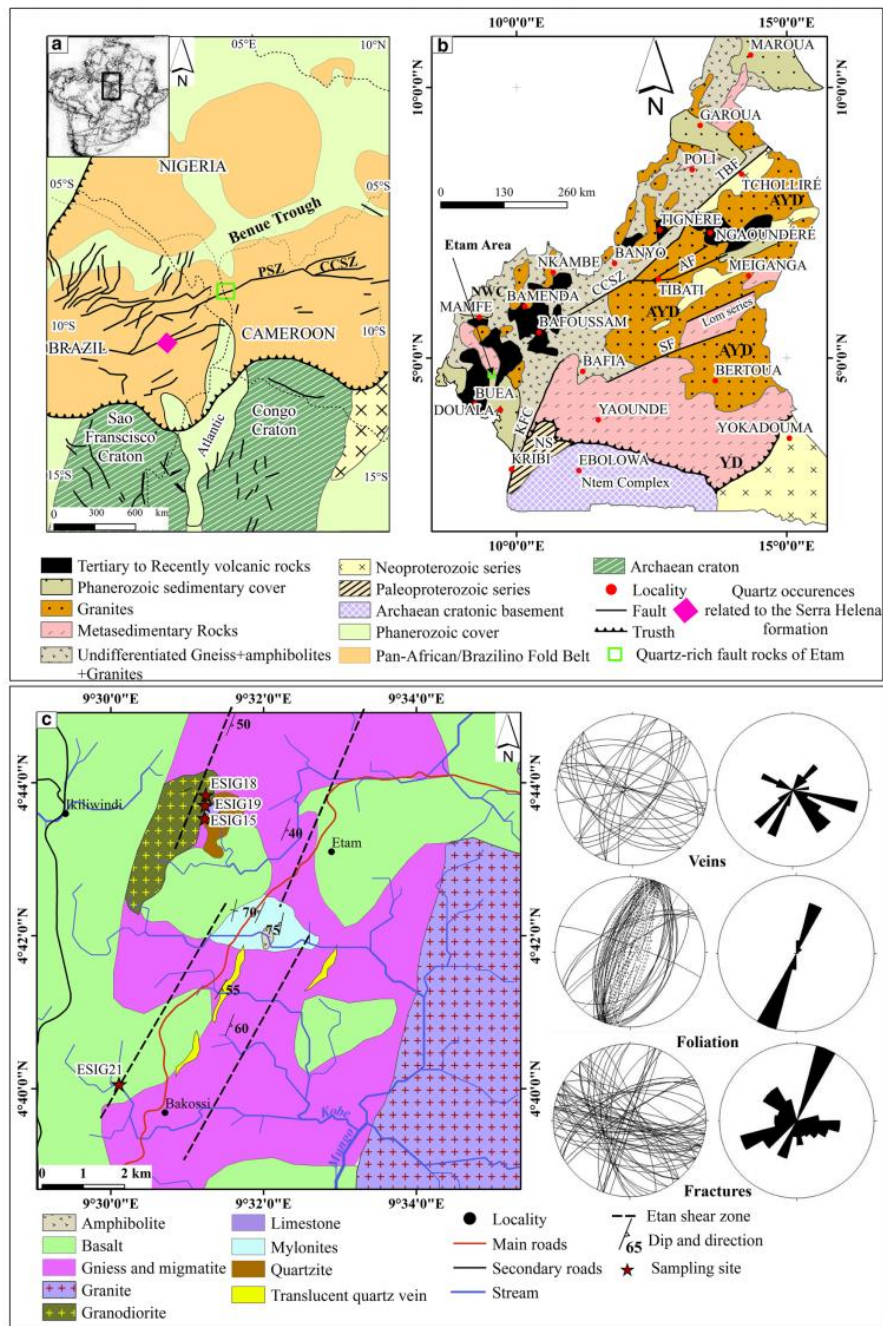 a
05°E
10°N
N
NIGERIA
05°S
05°S
Benue Trough
PSZ
CCSZ
10°S
10°S
BRAZIL
CAMEROON
Sao
Franscisco
Craton
Atlantic
Congo
Craton
15°S
15°S
0 300 600 km
b
10°0'0"E
15°0'0"E
MAROUA
10°0'0"N
10°0'0"N
N
GAROUA
POLI
TBF
TCHOLLIRÉ
0 130 260 km
AYD
TIGNÈRE
NGAOUNDÉRÉ
Etam Area
BANYO
NKAMBE
AF
MEIGANGA
CCSZ
NWC
TIBATI
MAMFE
BAMENDA
Lom series
BAFOUSSAM
AYD
SF
AYD
5°0'0"N
5°0'0"N
BAFIA
BERTOUA
BUEA
DOUALA
KFC
YAOUNDE
YOKADOUMA
NS
KRIBI
EBOLOWA
YD
Ntem Complex
10°0'0"E
15°0'0"E
Tertiary to Recently volcanic rocks
Phanerozoic sedimentary cover
Granites
Metasedimentary Rocks
Undifferentiated Gneiss+amphibolites
+Granites
Neoproterozoic series
Paleoproterozoic series
Archaean cratonic basement
Phanerozoic cover
Pan-African/Brazilino Fold Belt
Archaean craton
Locality
Fault
Trusth
Quartz-rich fault rocks of Etam
Quartz occurences
related to the Serra Helena
formation
9°30'0"E
9°32'0"E
9°34'0"E
c
N
50
4°44'0"N
4°44'0"N
ESIG18
Ikiliwindi
ESIG19
ESIG15
40
Etam
70
75
4°42'0"N
4°42'0"N
55
60
ESIG21
4°40'0"N
4°40'0"N
Bakossi
Kobe
Mungo
0 1 2 km
9°30'0"E
9°32'0"E
9°34'0"E
Veins
Foliation
Fractures
Amphibolite
Basalt
Gniess and migmatite
Granite
Granodiorite
Limestone
Mylonites
Quartzite
Translucent quartz vein
Locality
Main roads
Secondary roads
Stream
Etan shear zone
65 Dip and direction
Sampling site